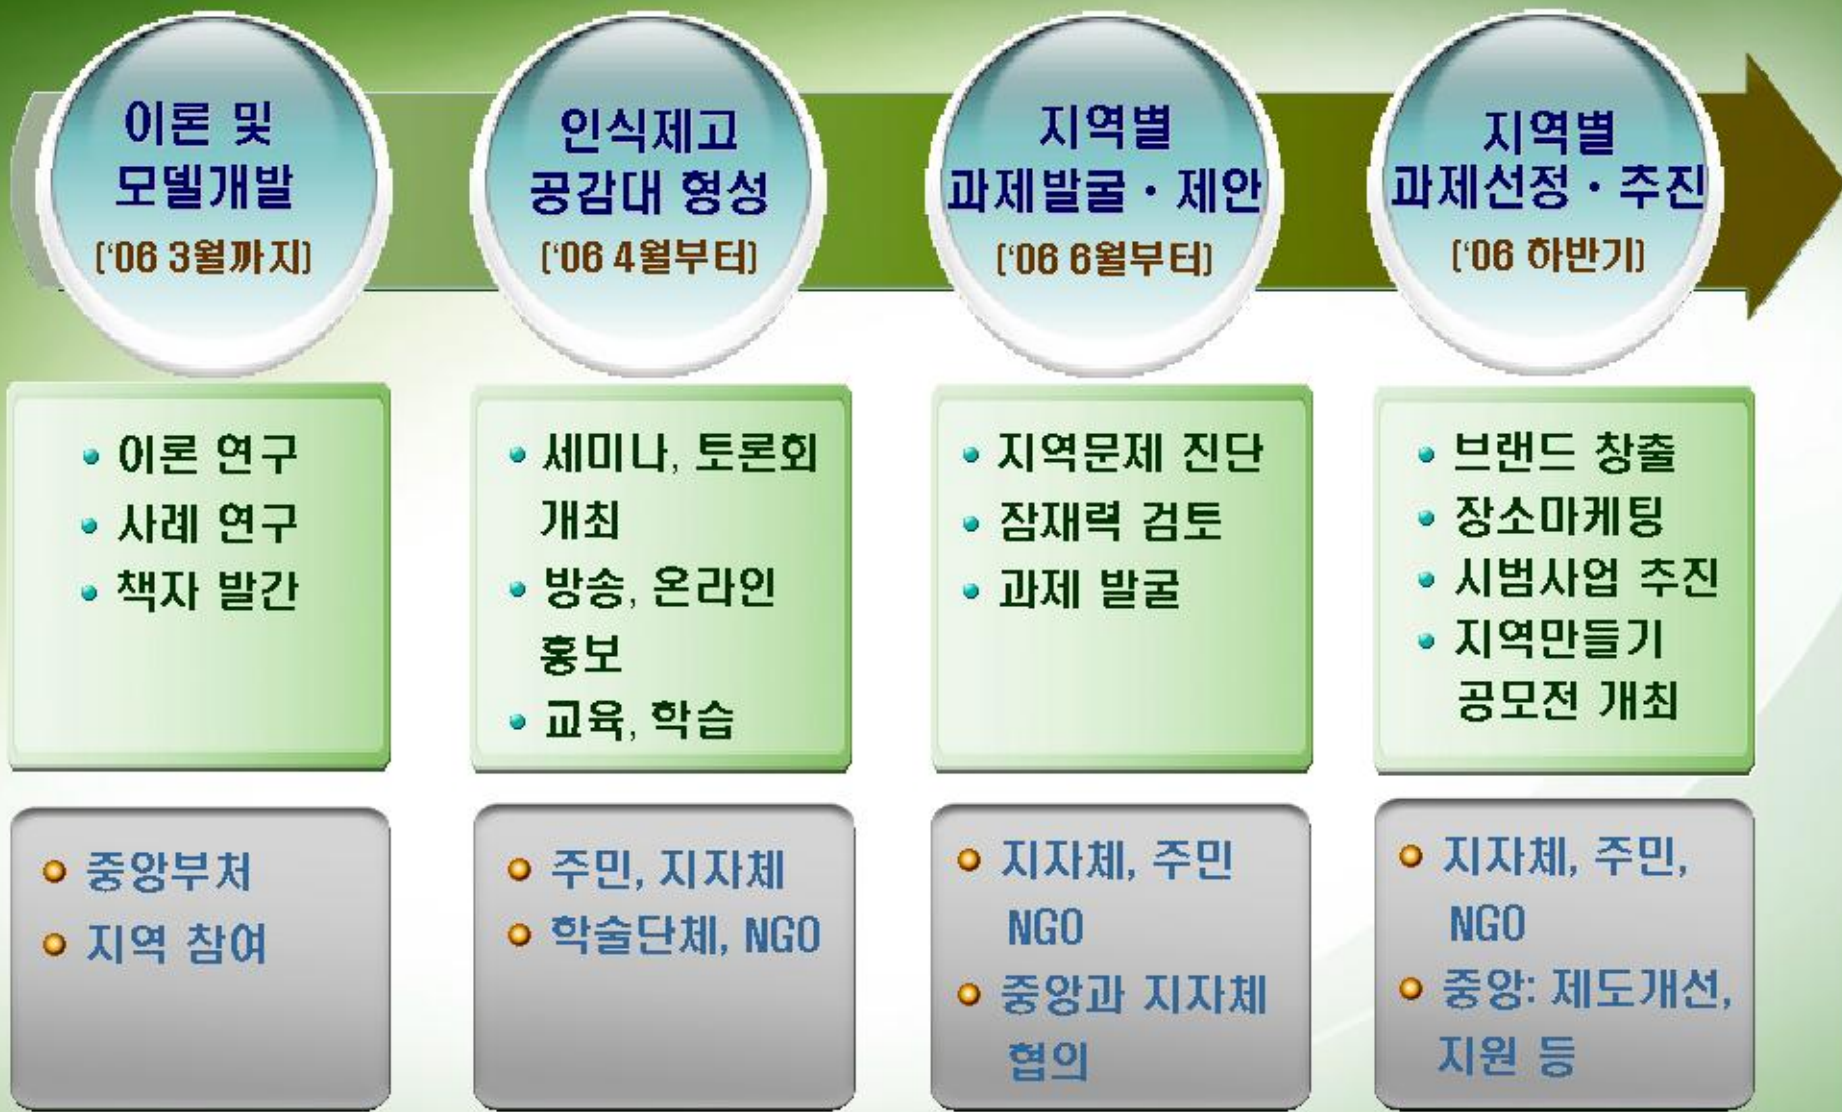 이론 및
모델개발
('06 3월까지)
인식제고
공감대 형성
('06 4월부터)
지역별
과제발굴·제안
('06 6월부터)
지역별
과제선정·추진
('06 하반기)
이론 연구
사례 연구
책자 발간
세미나, 토론회
개최
방송, 온라인
홍보
교육, 학습
지역문제 진단
잠재력 검토
과제 발굴
브랜드 창출
장소마케팅
시범사업 추진
지역만들기
공모전 개최
중앙부처
지역 참여
주민, 지자체
학술단체, NGO
지자체, 주민
NGO
중앙과 지자체
협의
지자체, 주민,
NGO
중앙: 제도개선,
지원 등